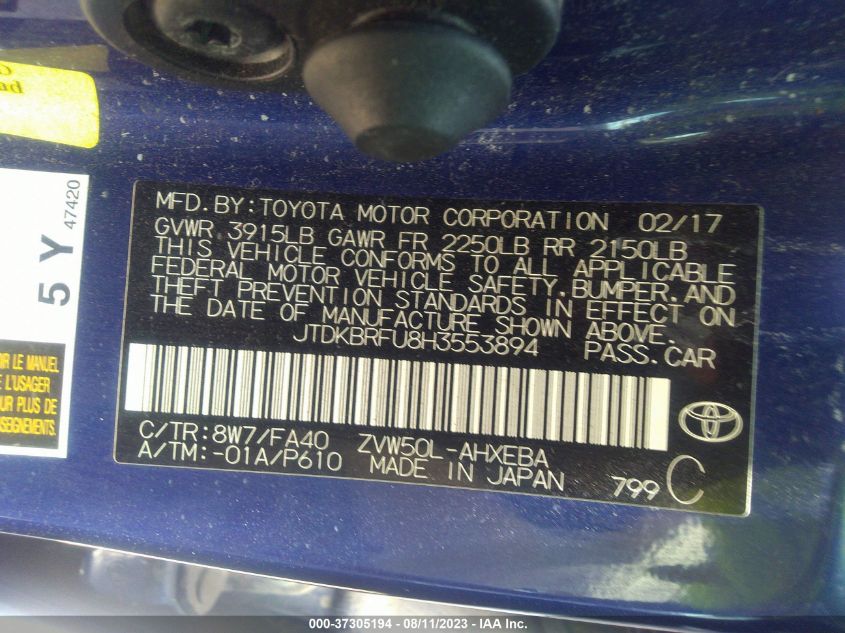 MFD.BY:TOYOTA MOTOR CORPORATION 02/17
GVWR 3915LB GAWR FR 2250LB RR 2150LB
THIS VEHICLE CONFORMS TO ALL APPLICABLE
FEDERAL MOTOR VEHICLE SAFETY,BUMPER,AND
THEFT PREVENTION STANDARDS IN EFFECT ON
THE DATE OF MANUFACTURE SHOWN ABOVE.
JTDKBRFU8H3553894 PASS.CAR
C/TR:8W7/FA40 ZVW50L-AHXEBA
A/TM:-01A/P610 MADE IN JAPAN 799 C
5 Y 47420
LE MANUEL
L'USAGER
PLUS DE
000-37305194 - 08/11/2023 - IAA Inc.